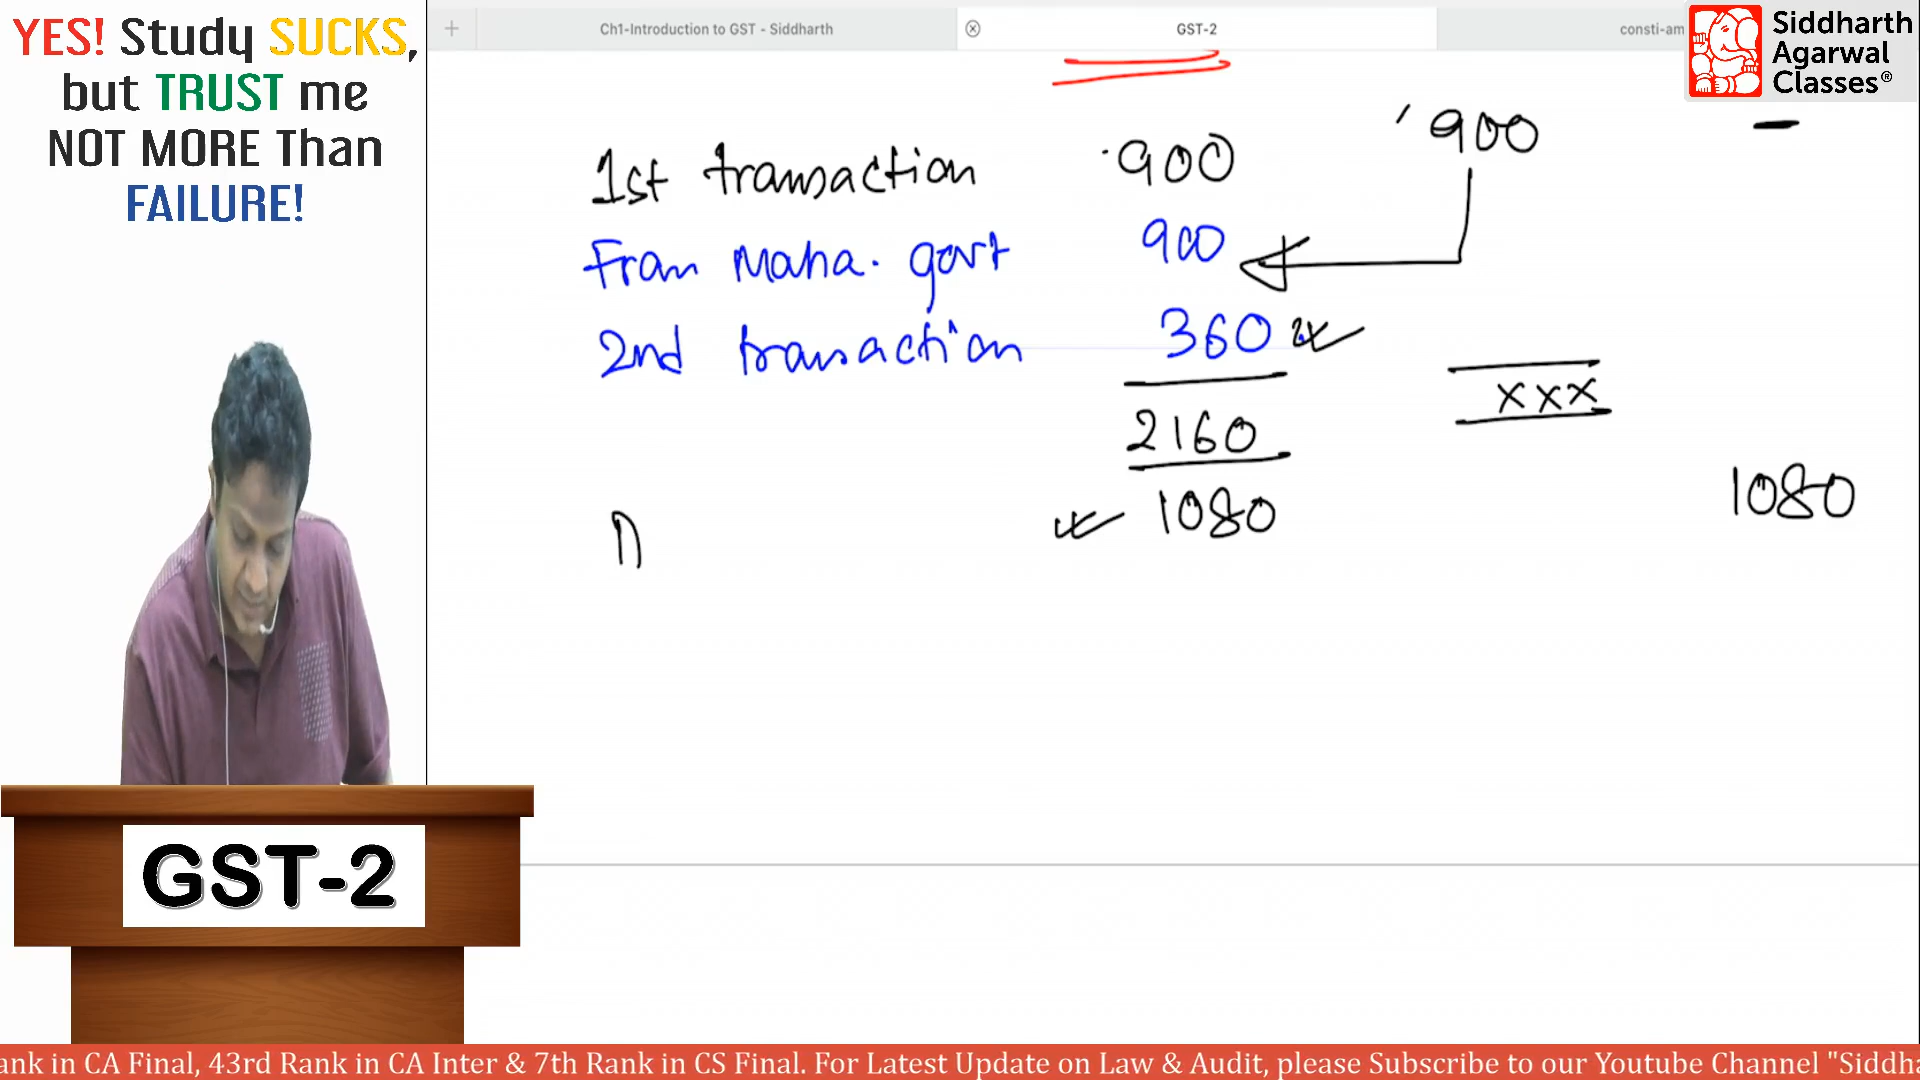 YES! Study SUCKS,
but TRUST me
NOT MORE Than
FAILURE!
Ch1-Introduction to GST - Siddharth
GST-2
consti-am
Siddharth
Agarwal
Classes®
1st transaction 900 900 -
From Maha. govt 900
2nd transaction 360
2160 xxx
1080 1080
GST-2
ank in CA Final, 43rd Rank in CA Inter & 7th Rank in CS Final. For Latest Update on Law & Audit, please Subscribe to our Youtube Channel "Siddha